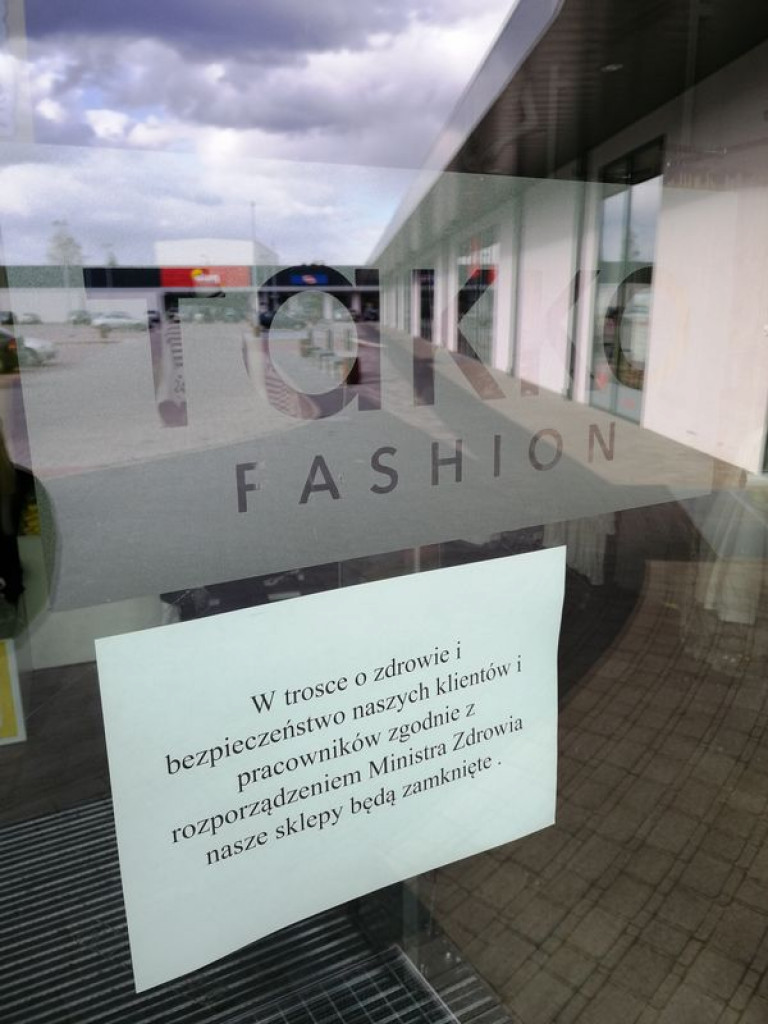 Takko
FASHION
W trosce o zdrowie i
bezpieczeństwo naszych klientów i
pracowników zgodnie z
rozporządzeniem Ministra Zdrowia
nasze sklepy będą zamknięte .